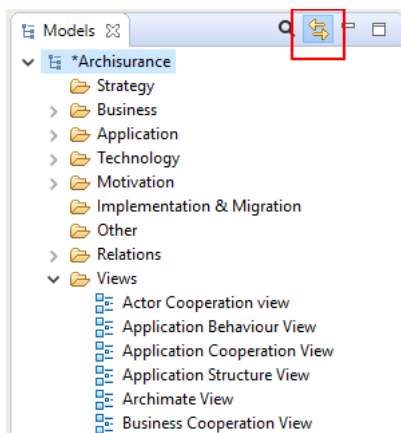 Models
*Archisurance
Strategy
Business
Application
Technology
Motivation
Implementation & Migration
Other
Relations
Views
Actor Cooperation view
Application Behaviour View
Application Cooperation View
Application Structure View
Archimate View
Business Cooperation View